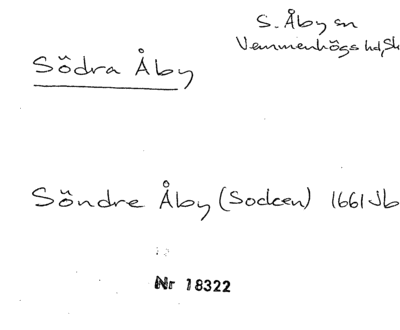 S. Åby sn
Vemmenhögs hd, Sk
Södra Åby
Söndre Åby (Socken) 1661 Jb
Nr 18322